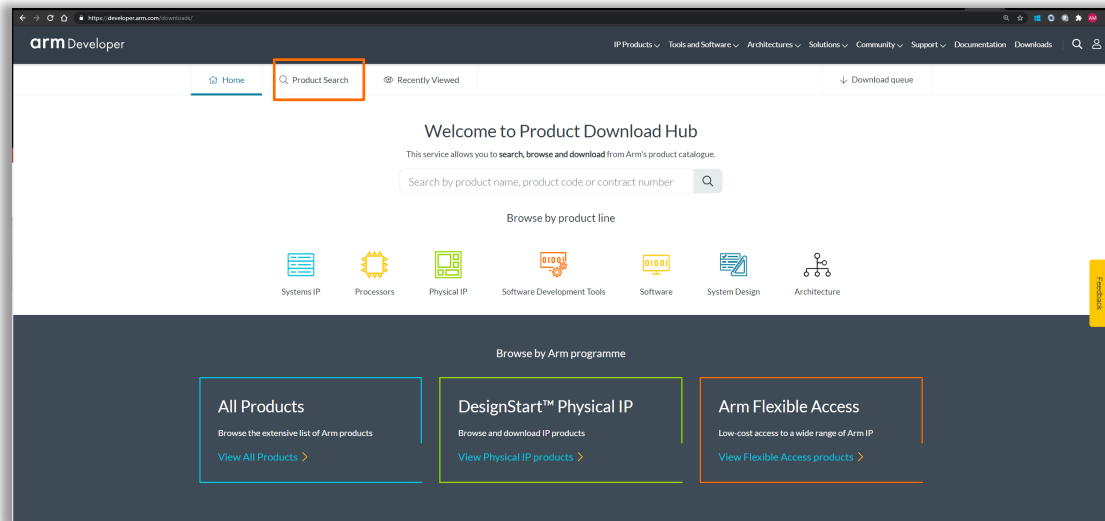 https://developer.arm.com/downloads/
AM
arm Developer
IP Products Tools and Software Architectures Solutions Community Support Documentation Downloads
Home Product Search Recently Viewed Download queue
Welcome to Product Download Hub
This service allows you to search, browse and download from Arm's product catalogue.
Search by product name, product code or contract number
Browse by product line
01001
01001
Systems IP Processors Physical IP Software Development Tools Software System Design Architecture
Feedback
Browse by Arm programme
All Products DesignStart™ Physical IP Arm Flexible Access
Browse the extensive list of Arm products Browse and download IP products Low-cost access to a wide range of Arm IP
View All Products View Physical IP products View Flexible Access products